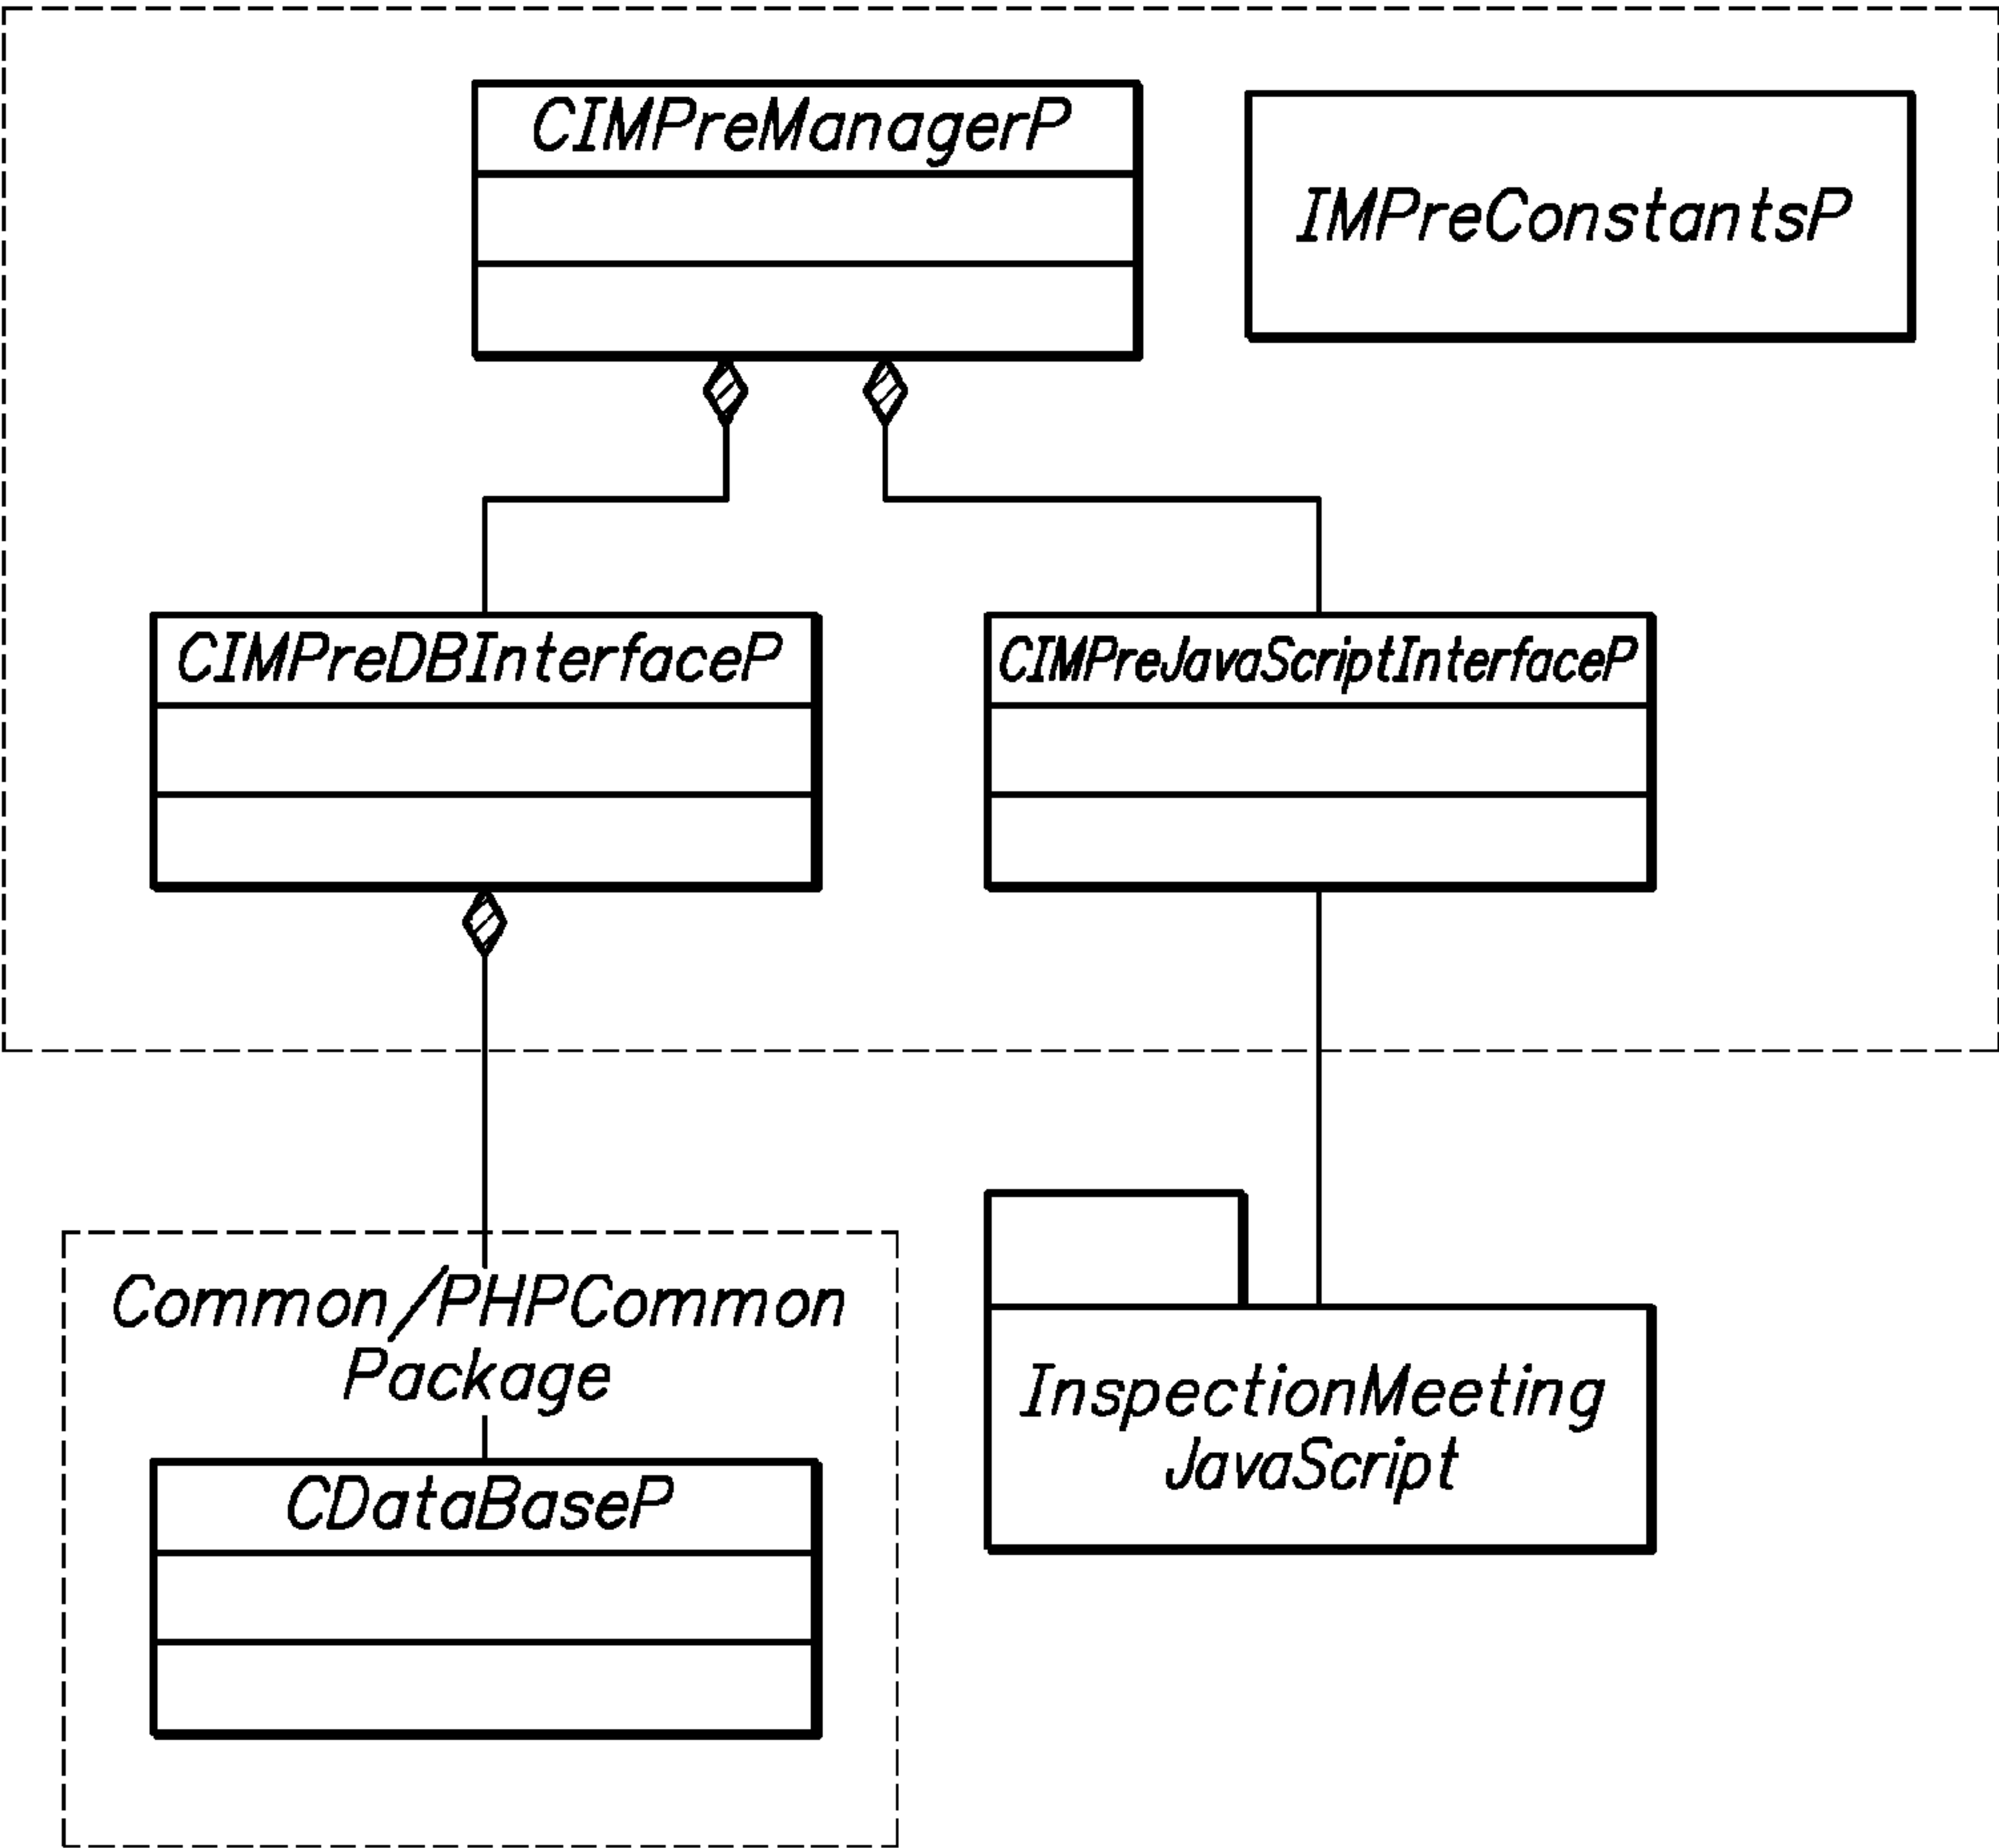 CIMPreManagerP
IMPreConstantsP
CIMPreDBInterfaceP
CIMPreJavaScriptInterfaceP
Common/PHPCommon
Package
CDataBaseP
InspectionMeeting
JavaScript